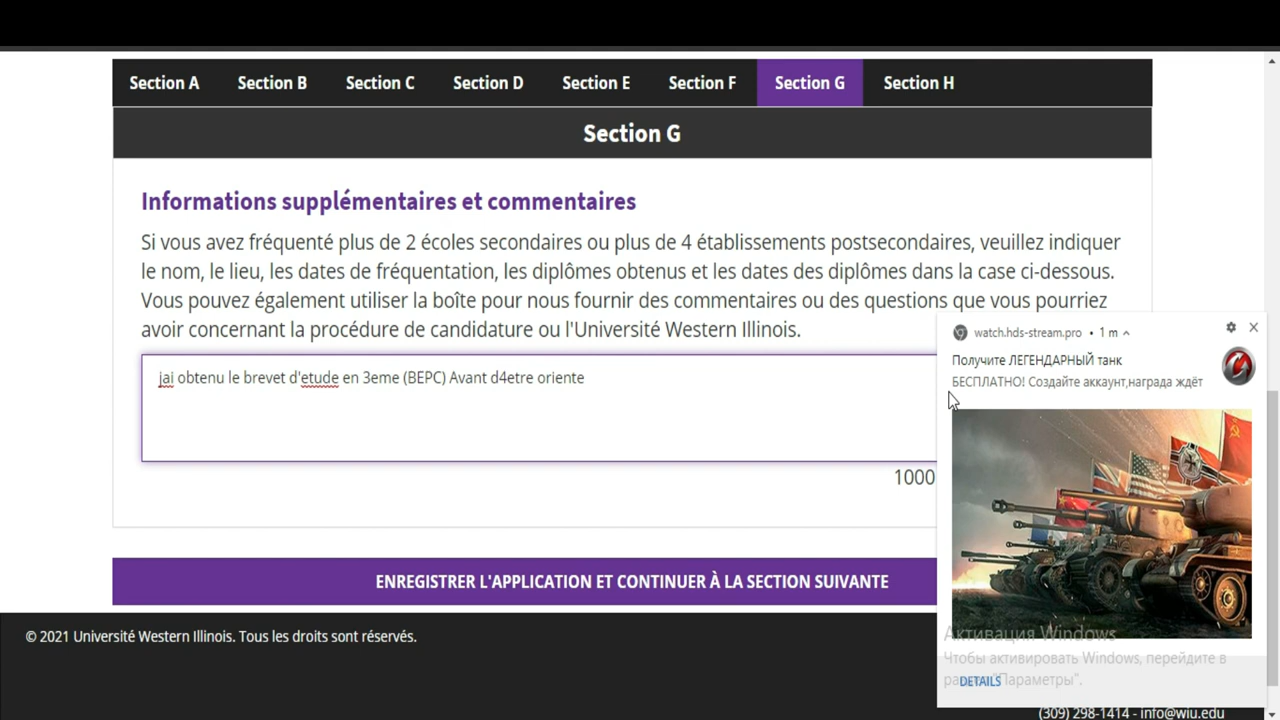 Section A Section B Section C Section D Section E Section F Section G Section H
Section G
Informations supplémentaires et commentaires
Si vous avez fréquenté plus de 2 écoles secondaires ou plus de 4 établissements postsecondaires, veuillez indiquer
le nom, le lieu, les dates de fréquentation, les diplômes obtenus et les dates des diplômes dans la case ci-dessous.
Vous pouvez également utiliser la boîte pour nous fournir des commentaires ou des questions que vous pourriez
avoir concernant la procédure de candidature ou l'Université Western Illinois.
jai obtenu le brevet d'etude en 3eme (BEPC) Avant d4etre oriente
1000
watch.hds-stream.pro • 1 m
Получите ЛЕГЕНДАРНЫЙ танк
БЕСПЛАТНО! Создайте аккаунт,награда ждёт
ENREGISTRER L'APPLICATION ET CONTINUER À LA SECTION SUIVANTE
© 2021 Université Western Illinois. Tous les droits sont réservés.
Активация Windows
Чтобы активировать Windows, перейдите в
"Параметры".
DETAILS
(309) 298-1414 - info@wiu.edu